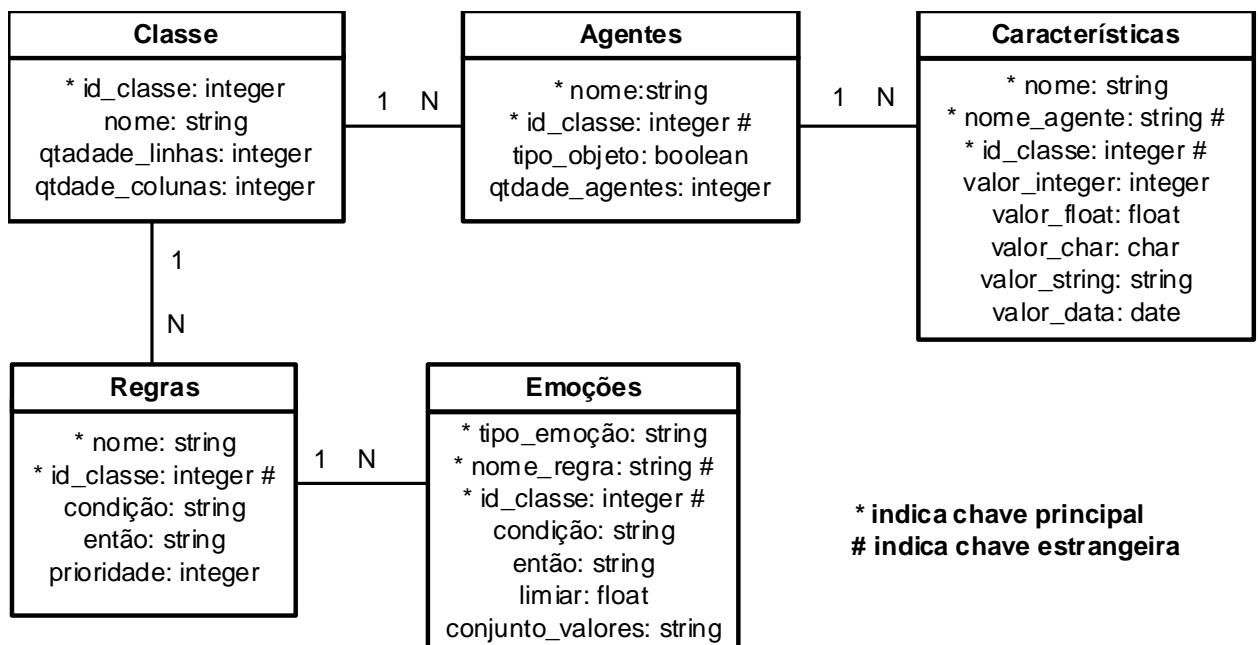 Classe
* id_classe: integer
nome: string
qtadade_linhas: integer
qtdade_colunas: integer
1 N
Agentes
* nome:string
* id_classe: integer #
tipo_objeto: boolean
qtdade_agentes: integer
1 N
Características
* nome: string
* nome_agente: string #
* id_classe: integer #
valor_integer: integer
valor_float: float
valor_char: char
valor_string: string
valor_data: date
1
N
Regras
* nome: string
* id_classe: integer #
condição: string
então: string
prioridade: integer
1 N
Emoções
* tipo_emoção: string
* nome_regra: string #
* id_classe: integer #
condição: string
então: string
limiar: float
conjunto_valores: string
* indica chave principal
# indica chave estrangeira